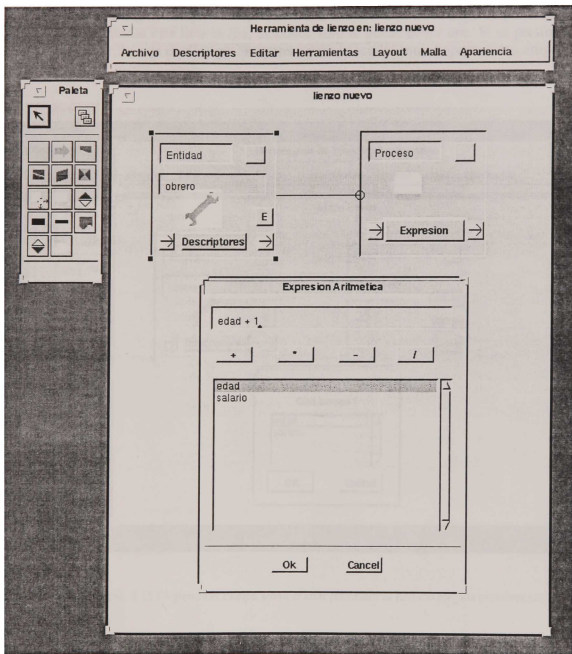 Herramienta de lienzo en: lienzo nuevo
Archivo Descriptores Editar Herramientas Layout Malla Apariencia
Paleta
lienzo nuevo
Entidad
obrero
E
Descriptores
Proceso
Expresion
Expresion Aritmetica
edad + 1
+ * - /
edad
salario
Ok Cancel